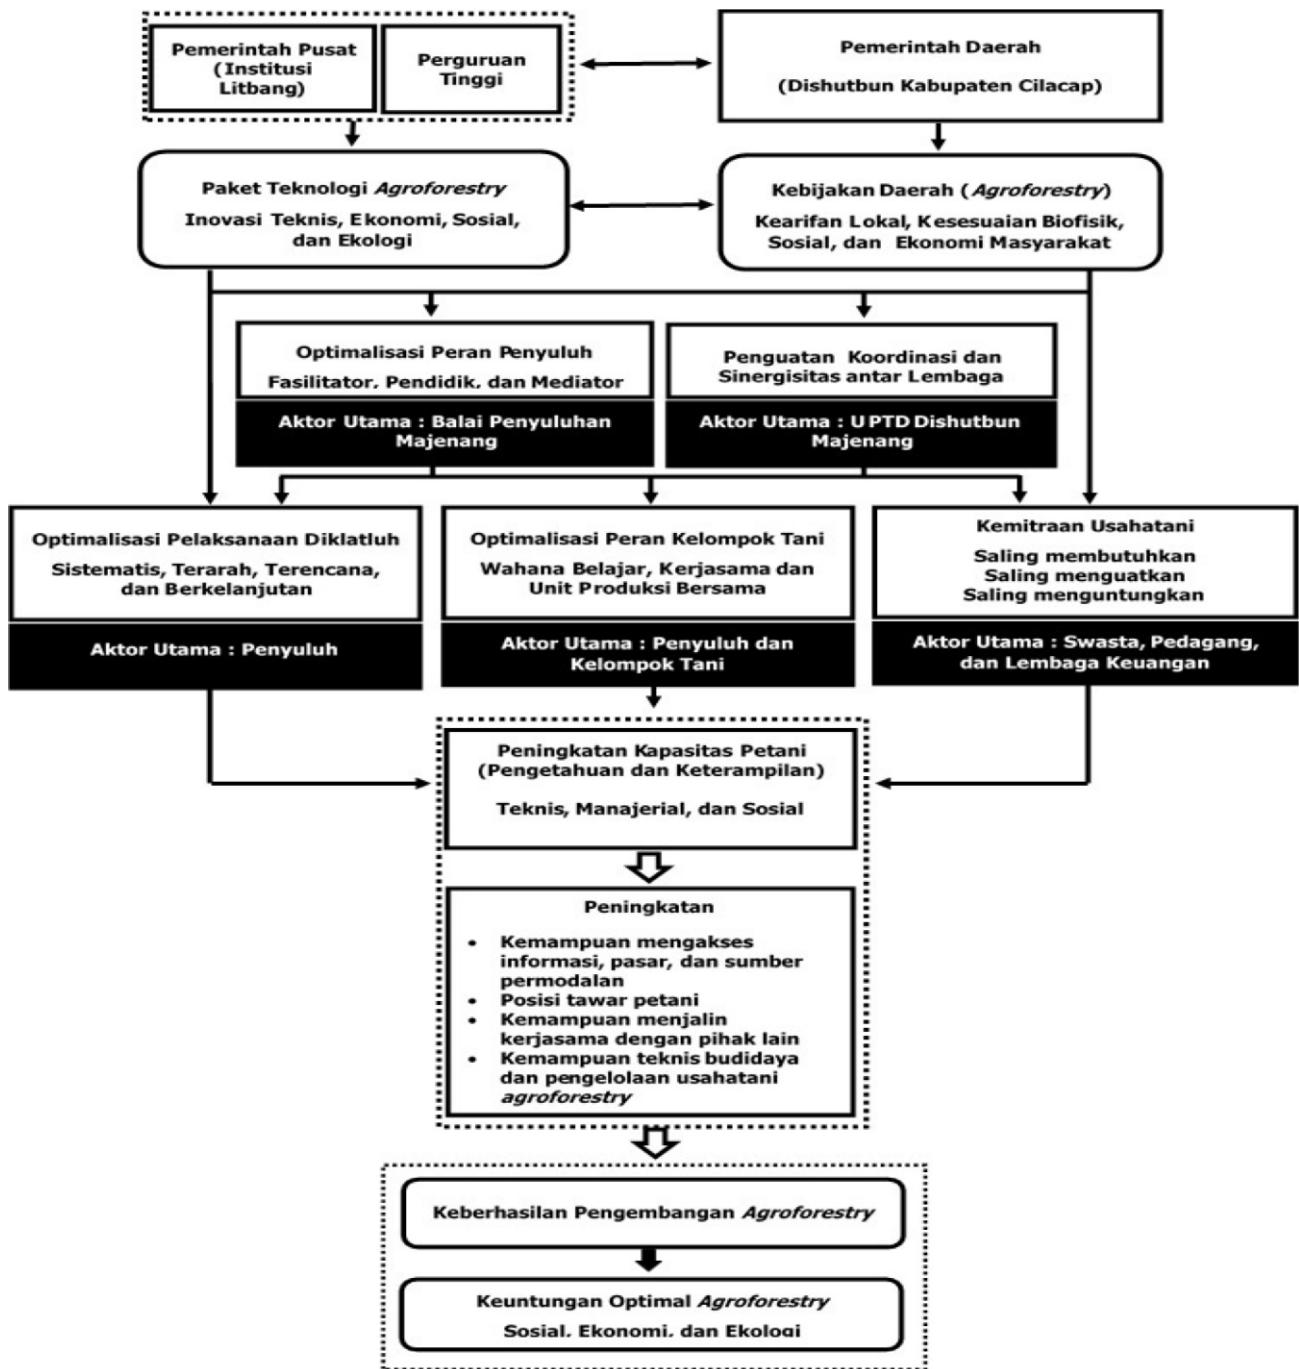 Pemerintah Pusat
(Institusi
Litbang)
Perguruan
Tinggi
Pemerintah Daerah
(Dishutbun Kabupaten Cilacap)
Paket Teknologi Agroforestry
Inovasi Teknis, Ekonomi, Sosial,
dan Ekologi
Kebijakan Daerah (Agroforestry)
Kearifan Lokal, Kesesuaian Biofisik,
Sosial, dan Ekonomi Masyarakat
Optimalisasi Peran Penyuluh
Fasilitator, Pendidik, dan Mediator
Aktor Utama : Balai Penyuluhan
Majenang
Penguatan Koordinasi dan
Sinergisitas antar Lembaga
Aktor Utama : UPTD Dishutbun
Majenang
Optimalisasi Pelaksanaan Diklatluh
Sistematis, Terarah, Terencana,
dan Berkelanjutan
Aktor Utama : Penyuluh
Optimalisasi Peran Kelompok Tani
Wahana Belajar, Kerjasama dan
Unit Produksi Bersama
Aktor Utama : Penyuluh dan
Kelompok Tani
Kemitraan Usahatani
Saling membutuhkan
Saling menguatkan
Saling menguntungkan
Aktor Utama : Swasta, Pedagang,
dan Lembaga Keuangan
Peningkatan Kapasitas Petani
(Pengetahuan dan Keterampilan)
Teknis, Manajerial, dan Sosial
Peningkatan
• Kemampuan mengakses
informasi, pasar, dan sumber
permodalan
• Posisi tawar petani
• Kemampuan menjalin
kerjasama dengan pihak lain
• Kemampuan teknis budidaya
dan pengelolaan usahatani
agroforestry
Keberhasilan Pengembangan Agroforestry
Keuntungan Optimal Agroforestry
Sosial, Ekonomi, dan Ekologi